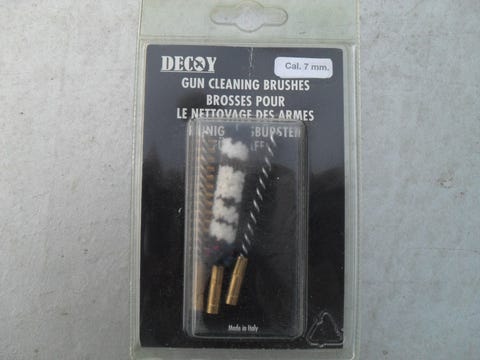 DECOY
Cal. 7 mm.
GUN CLEANING BRUSHES
BROSSES POUR
LE NETTOYAGE DES ARMES
Made in Italy